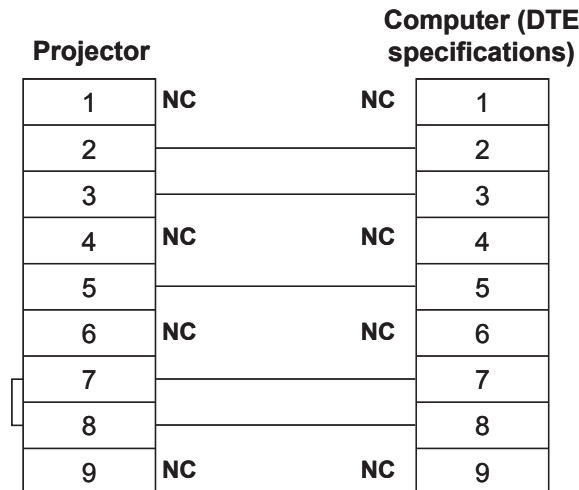 Computer (DTE
Projector specifications)
1 NC NC 1
2 2
3 3
4 NC NC 4
5 5
6 NC NC 6
7 7
8 8
9 NC NC 9